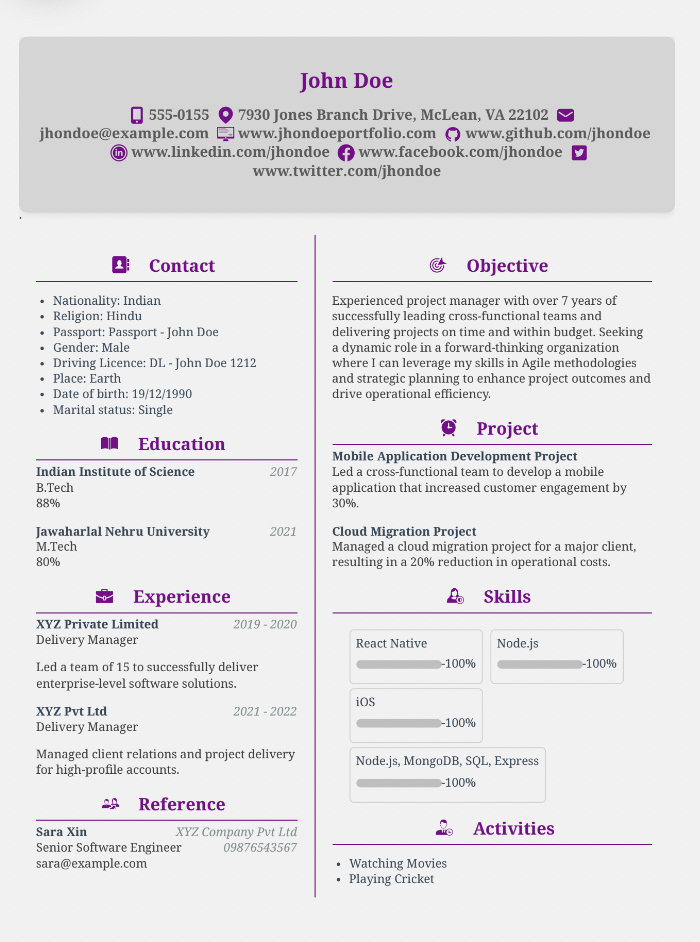 John Doe
555-0155 7930 Jones Branch Drive, McLean, VA 22102
jhondoe@example.com www.jhondoeportfolio.com www.github.com/jhondoe
www.linkedin.com/jhondoe www.facebook.com/jhondoe
www.twitter.com/jhondoe
.
Contact
• Nationality: Indian
• Religion: Hindu
• Passport: Passport - John Doe
• Gender: Male
• Driving Licence: DL - John Doe 1212
• Place: Earth
• Date of birth: 19/12/1990
• Marital status: Single
Education
Indian Institute of Science 2017
B.Tech
88%
Jawaharlal Nehru University 2021
M.Tech
80%
Experience
XYZ Private Limited 2019 - 2020
Delivery Manager
Led a team of 15 to successfully deliver
enterprise-level software solutions.
XYZ Pvt Ltd 2021 - 2022
Delivery Manager
Managed client relations and project delivery
for high-profile accounts.
Reference
Sara Xin XYZ Company Pvt Ltd
Senior Software Engineer 09876543567
sara@example.com
Objective
Experienced project manager with over 7 years of
successfully leading cross-functional teams and
delivering projects on time and within budget. Seeking
a dynamic role in a forward-thinking organization
where I can leverage my skills in Agile methodologies
and strategic planning to enhance project outcomes and
drive operational efficiency.
Project
Mobile Application Development Project
Led a cross-functional team to develop a mobile
application that increased customer engagement by
30%.
Cloud Migration Project
Managed a cloud migration project for a major client,
resulting in a 20% reduction in operational costs.
Skills
React Native
-100%
Node.js
-100%
iOS
-100%
Node.js, MongoDB, SQL, Express
-100%
Activities
• Watching Movies
• Playing Cricket